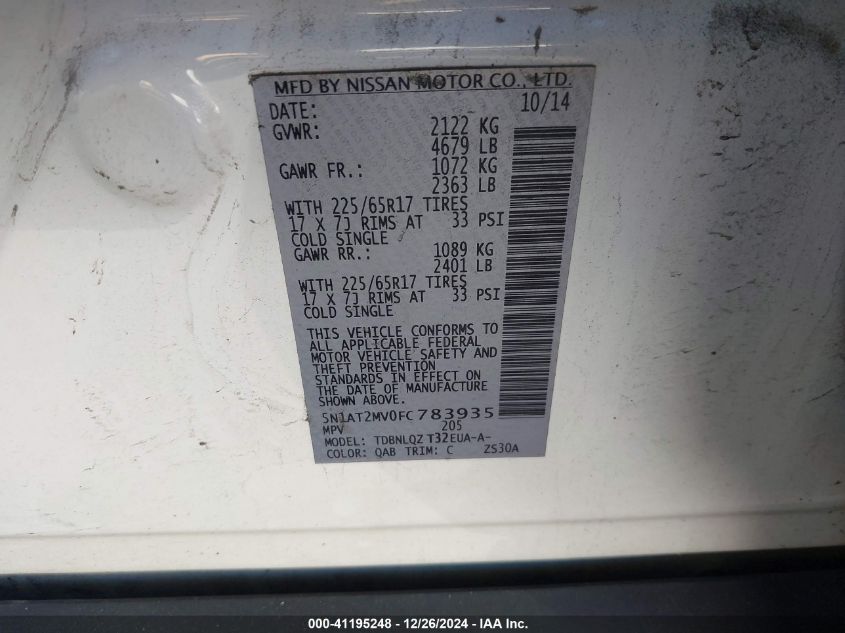 MFD BY NISSAN MOTOR CO., LTD.
DATE: 10/14
GVWR: 2122 KG
4679 LB
GAWR FR.: 1072 KG
2363 LB
WITH 225/65R17 TIRES
17 X 7J RIMS AT 33 PSI
COLD SINGLE
GAWR RR.: 1089 KG
2401 LB
WITH 225/65R17 TIRES
17 X 7J RIMS AT 33 PSI
COLD SINGLE
THIS VEHICLE CONFORMS TO
ALL APPLICABLE FEDERAL
MOTOR VEHICLE SAFETY AND
THEFT PREVENTION
STANDARDS IN EFFECT ON
THE DATE OF MANUFACTURE
SHOWN ABOVE.
5N1AT2MV0FC783935
MPV 205
MODEL: TDBNLQZ T32EUA-A-
COLOR: QAB TRIM: C ZS30A
000-41195248 - 12/26/2024 - IAA Inc.